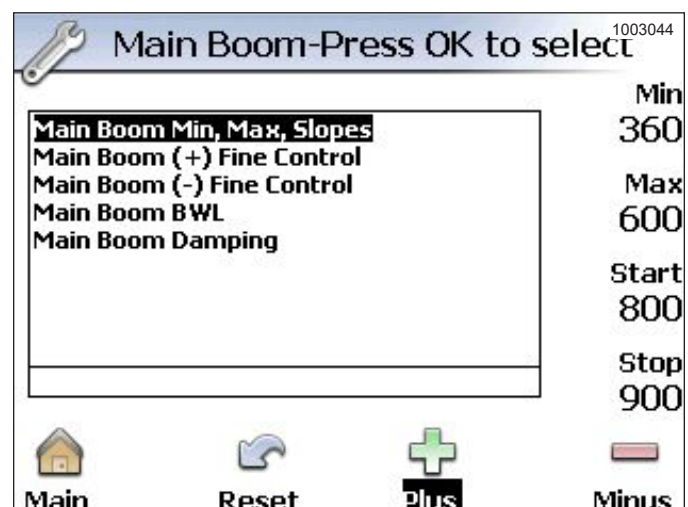 1003044
Main Boom-Press OK to select
Main Boom Min, Max, Slopes
Main Boom (+) Fine Control
Main Boom (-) Fine Control
Main Boom BWL
Main Boom Damping
Min
360
Max
600
Start
800
Stop
900
Main Reset Plus Minus